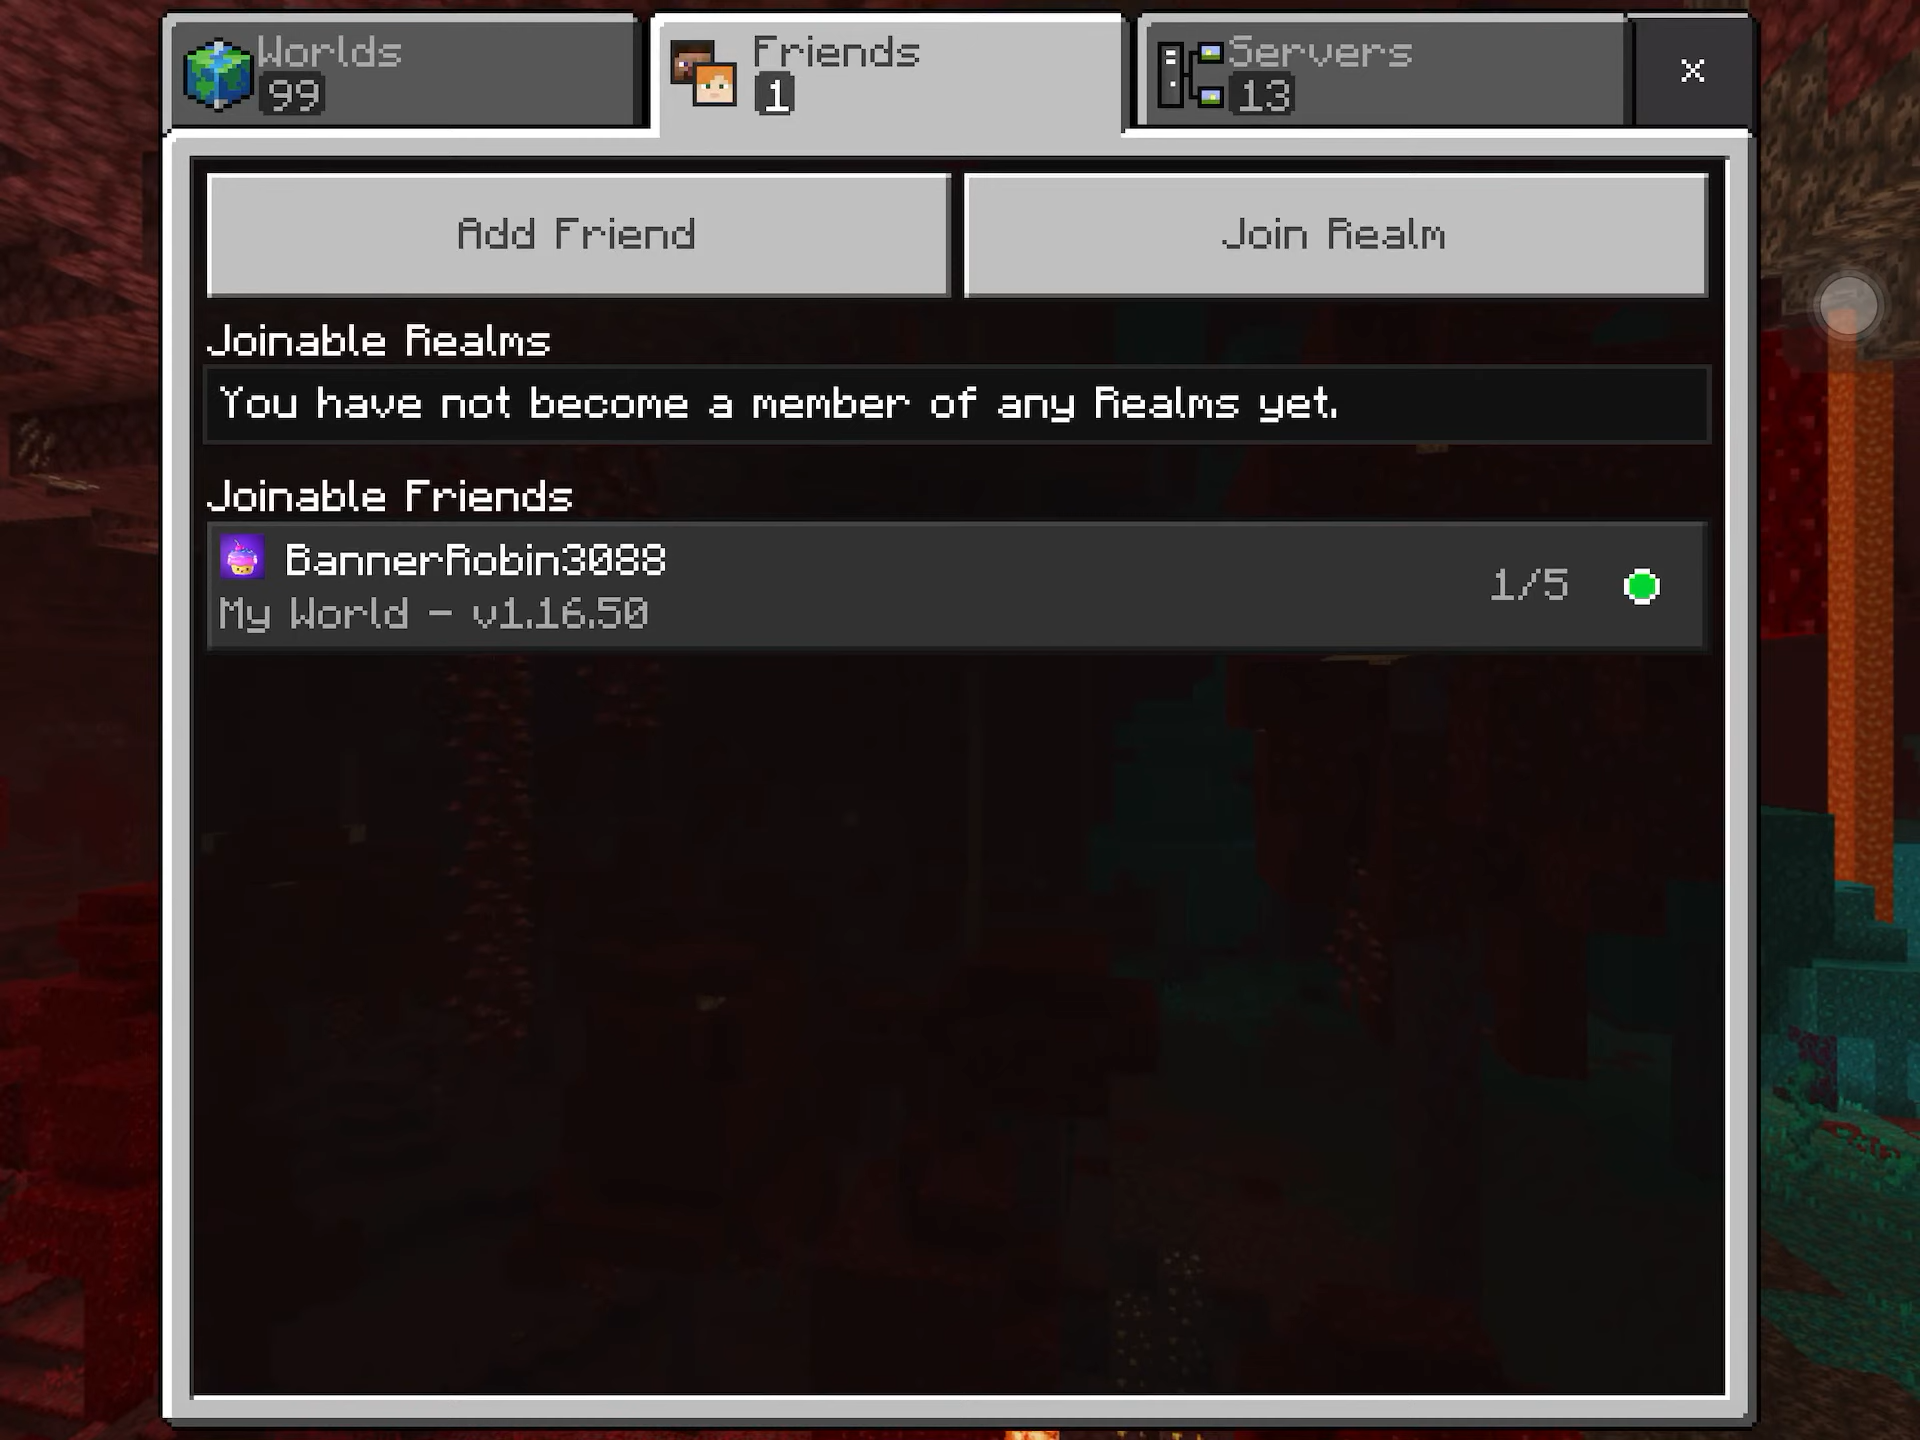 Worlds
99
Friends
1
Servers
13
Add Friend
Join Realm
Joinable Realms
You have not become a member of any Realms yet.
Joinable Friends
BannerRobin3088
My World - v1.16.50
1/5